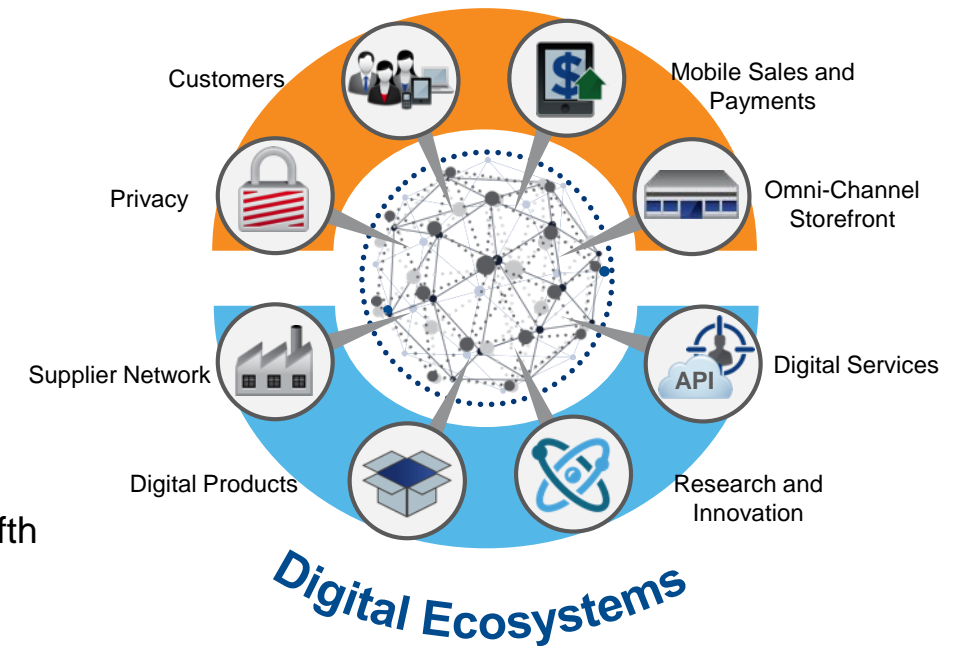 Customers
Mobile Sales and
Payments
Privacy
Omni-Channel
Storefront
Supplier Network
API
Digital Services
Digital Products
Research and
Innovation
fth
Digital Ecosystems